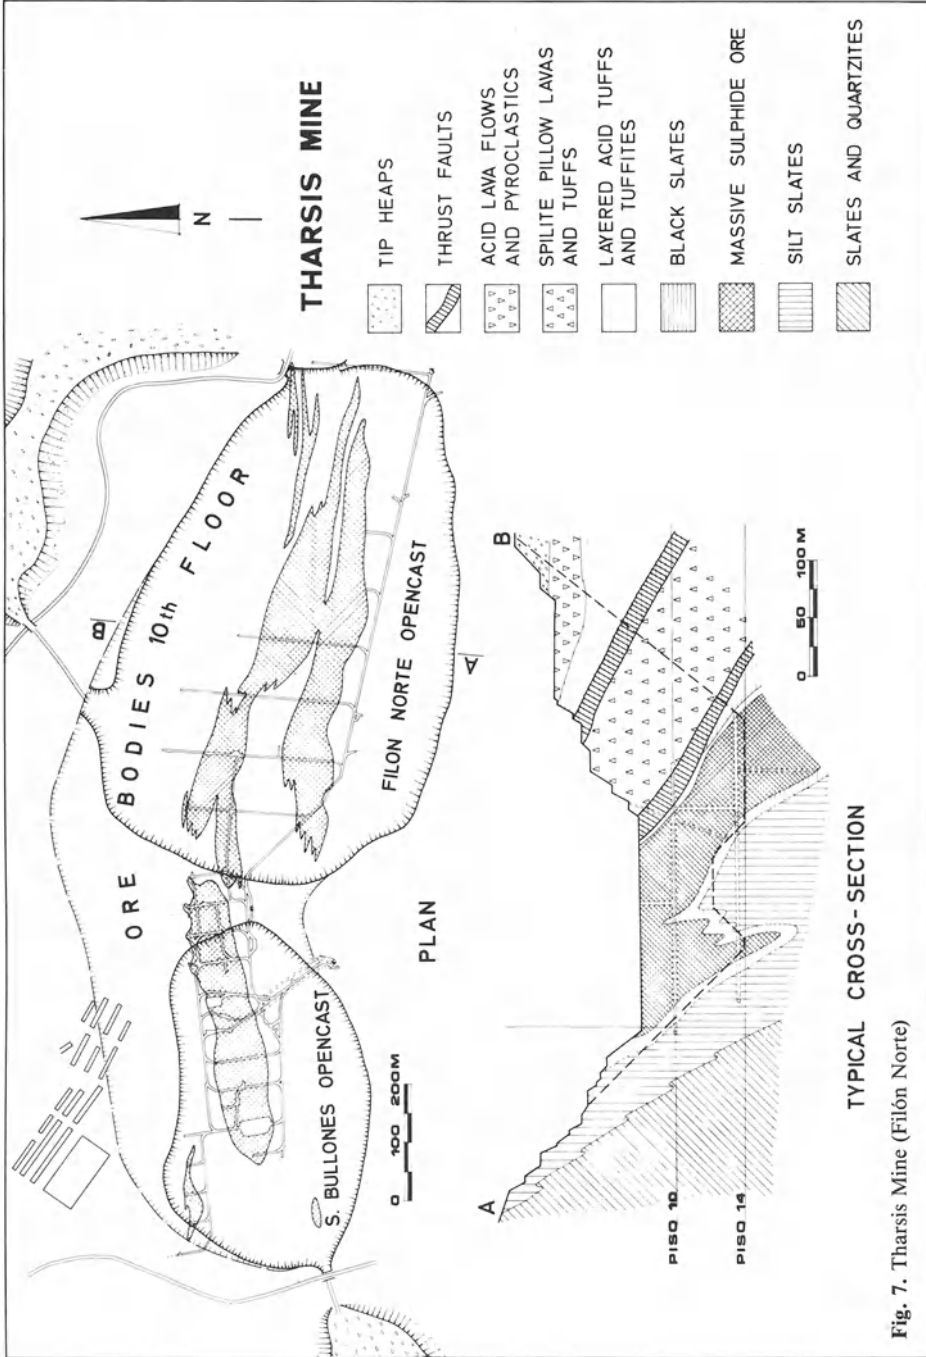 THARSIS MINE
N
TIP HEAPS
THRUST FAULTS
ACID LAVA FLOWS
AND PYROCLASTICS
SPILITE PILLOW LAVAS
AND TUFFS
LAYERED ACID TUFFS
AND TUFFITES
BLACK SLATES
MASSIVE SULPHIDE ORE
SILT SLATES
SLATES AND QUARTZITES
ORE BODIES 10th FLOOR
B
A
FILON NORTE OPENCAST
S. BULLONES OPENCAST
0 100 200M
PLAN
A
B
PISO 10
PISO 14
0 50 100 M
TYPICAL CROSS-SECTION
Fig. 7. Tharsis Mine (Filón Norte)